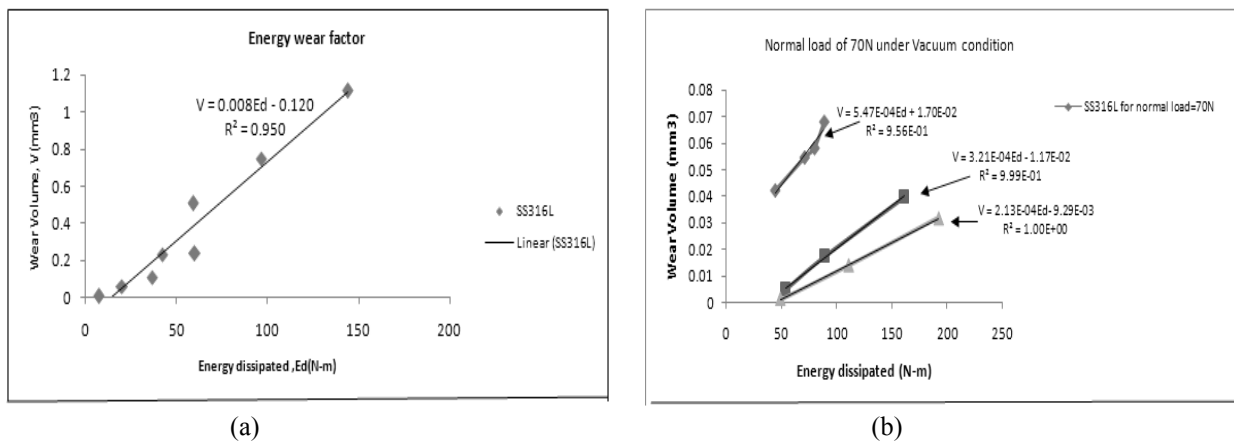 Energy wear factor
1.2
1
0.8
0.6
0.4
0.2
0
0
50
100
150
200
V = 0.008Ed - 0.120
R² = 0.950
Wear Volume, V (mm3)
Energy dissipated ,Ed(N-m)
SS316L
Linear (SS316L)
(a)
Normal load of 70N under Vacuum condition
0.08
0.07
0.06
0.05
0.04
0.03
0.02
0.01
0
0
50
100
150
200
250
V = 5.47E-04Ed + 1.70E-02
R² = 9.56E-01
V = 3.21E-04Ed - 1.17E-02
R² = 9.99E-01
V = 2.13E-04Ed- 9.29E-03
R² = 1.00E+00
Wear Volume (mm3)
Energy dissipated (N-m)
SS316L for normal load=70N
(b)